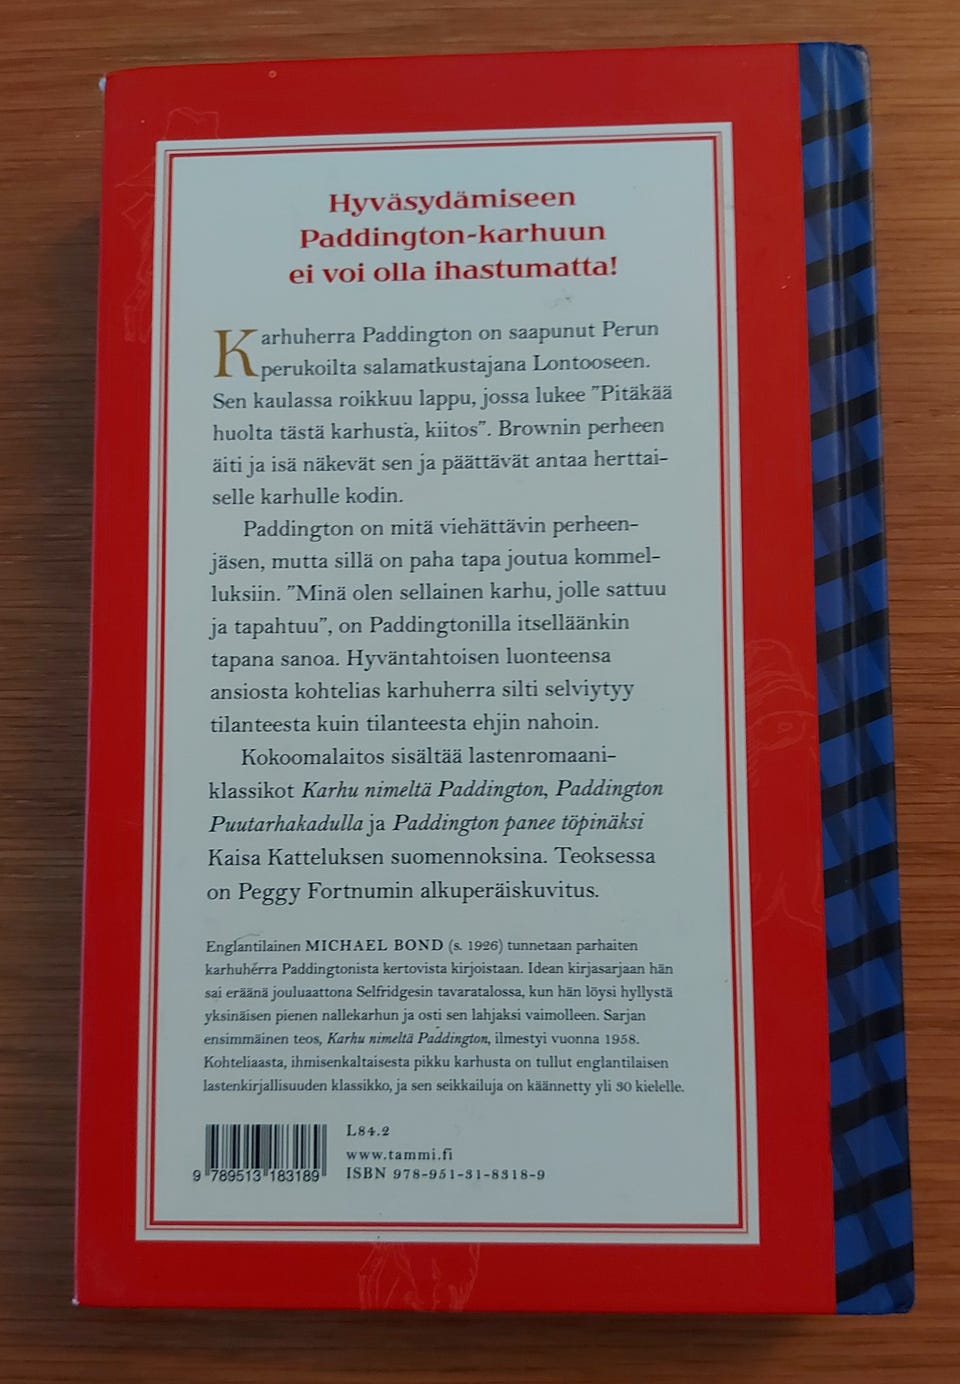 Hyväsydämiseen
Paddington-karhuun
ei voi olla ihastumatta!
Karhuherra Paddington on saapunut Perun
perukoilta salamatkustajana Lontooseen.
Sen kaulassa roikkuu lappu, jossa lukee ”Pitäkää
huolta tästä karhusta, kiitos”. Brownin perheen
äiti ja isä näkevät sen ja päättävät antaa herttai-
selle karhulle kodin.
Paddington on mitä viehättävin perheen-
jäsen, mutta sillä on paha tapa joutua kommel-
luksiin. ”Minä olen sellainen karhu, jolle sattuu
ja tapahtuu”, on Paddingtonilla itselläänkin
tapana sanoa. Hyväntahtoisen luonteensa
ansiosta kohtelias karhuherra silti selviytyy
tilanteesta kuin tilanteesta ehjin nahoin.
Kokoomalaitos sisältää lastenromaani-
klassikot Karhu nimeltä Paddington, Paddington
Puutarhakadulla ja Paddington panee töpinäksi
Kaisa Katteluksen suomennoksina. Teoksessa
on Peggy Fortnumin alkuperäiskuvitus.
Englantilainen MICHAEL BOND (s. 1926) tunnetaan parhaiten
karhuherra Paddingtonista kertovista kirjoistaan. Idean kirjasarjaan hän
sai eräänä jouluaattona Selfridgesin tavaratalossa, kun hän löysi hyllystä
yksinäisen pienen nallekarhun ja osti sen lahjaksi vaimolleen. Sarjan
ensimmäinen teos, Karhu nimeltä Paddington, ilmestyi vuonna 1958.
Kohteliaasta, ihmisenkaltaisesta pikku karhusta on tullut englantilaisen
lastenkirjallisuuden klassikko, ja sen seikkailuja on käännetty yli 30 kielelle.
L84.2
www.tammi.fi
ISBN 978-951-31-8318-9
9 789513 183189